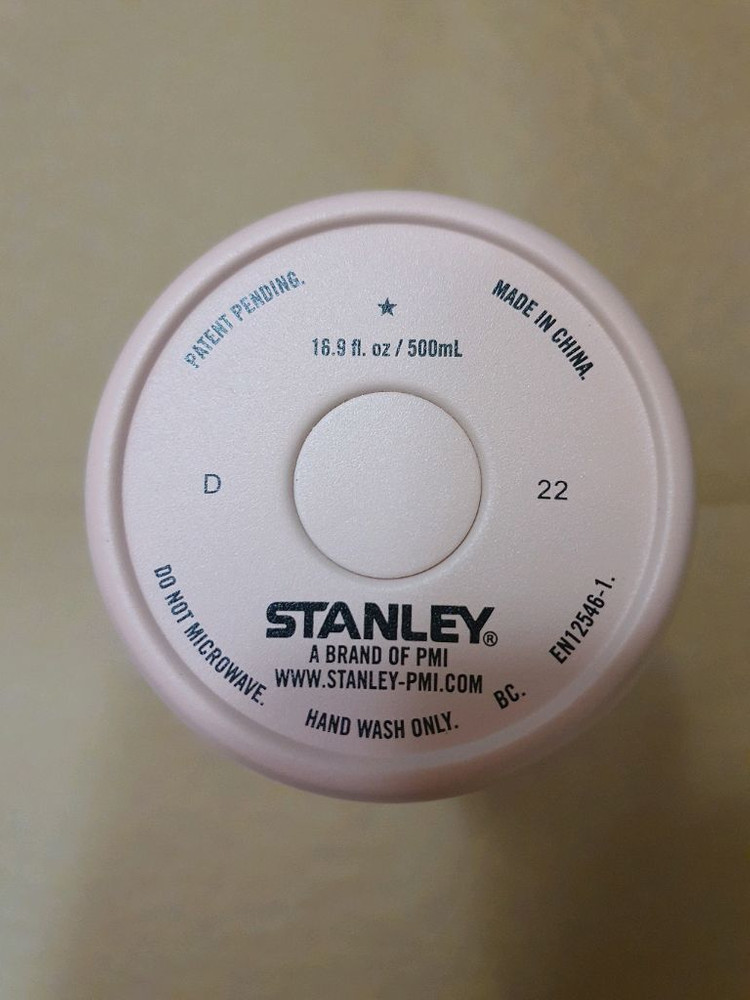 PATENT PENDING.
MADE IN CHINA.
★
16.9 fl. oz / 500mL
D
22
STANLEY®
A BRAND OF PMI
WWW.STANLEY-PMI.COM
DO NOT MICROWAVE.
HAND WASH ONLY.
BC.
EN12546-1.